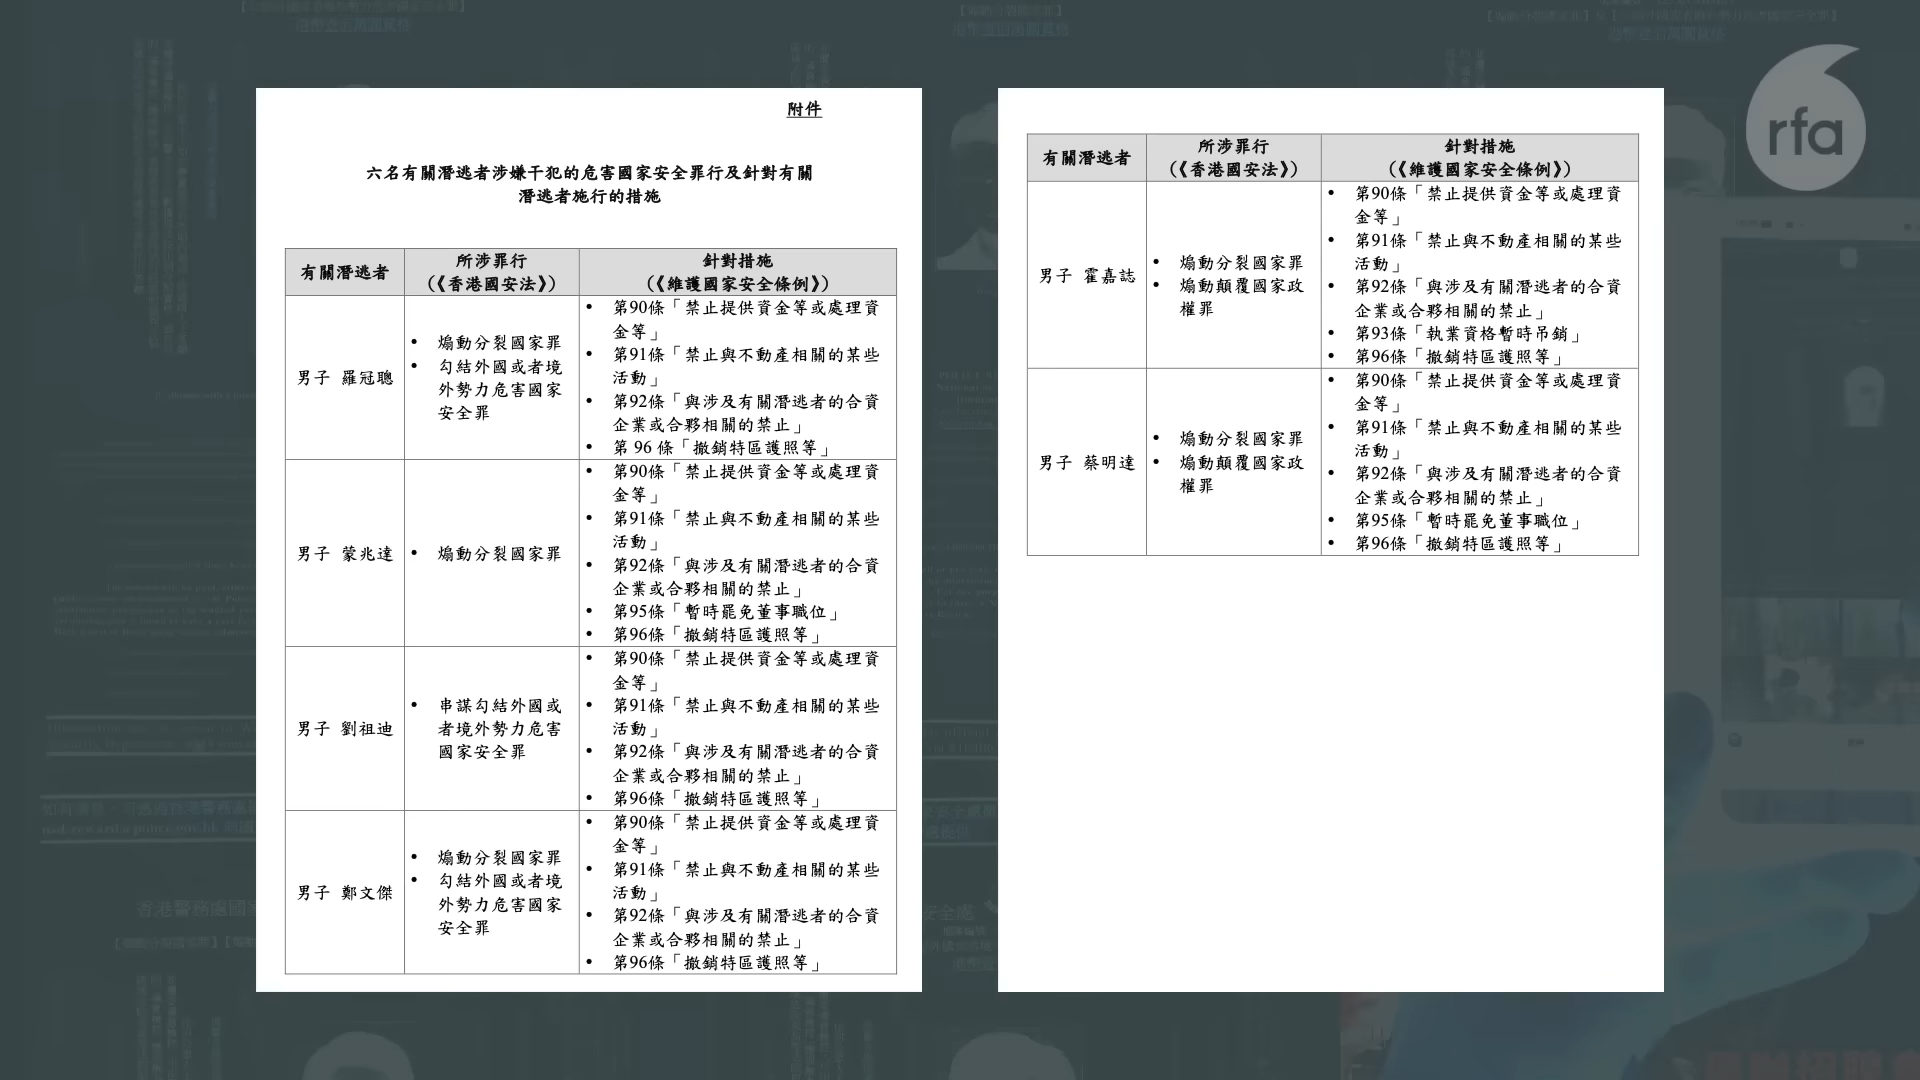 附件
六名有關潛逃者涉嫌干犯的危害國家安全罪行及針對有關
潛逃者施行的措施
有關潛逃者
所涉罪行
（《香港國安法》）
針對措施
（《維護國家安全條例》）
男子 羅冠聰
• 煽動分裂國家罪
• 勾結外國或者境
外勢力危害國家
安全罪
• 第90條「禁止提供資金等或處理資
金等」
• 第91條「禁止與不動產相關的某些
活動」
• 第92條「與涉及有關潛逃者的合資
企業或合夥相關的禁止」
• 第 96 條「撤銷特區護照等」
男子 蒙兆達
• 煽動分裂國家罪
• 第90條「禁止提供資金等或處理資
金等」
• 第91條「禁止與不動產相關的某些
活動」
• 第92條「與涉及有關潛逃者的合資
企業或合夥相關的禁止」
• 第95條「暫時罷免董事職位」
• 第96條「撤銷特區護照等」
男子 劉祖迪
• 串謀勾結外國或
者境外勢力危害
國家安全罪
• 第90條「禁止提供資金等或處理資
金等」
• 第91條「禁止與不動產相關的某些
活動」
• 第92條「與涉及有關潛逃者的合資
企業或合夥相關的禁止」
• 第96條「撤銷特區護照等」
男子 鄭文傑
• 煽動分裂國家罪
• 勾結外國或者境
外勢力危害國家
安全罪
• 第90條「禁止提供資金等或處理資
金等」
• 第91條「禁止與不動產相關的某些
活動」
• 第92條「與涉及有關潛逃者的合資
企業或合夥相關的禁止」
• 第96條「撤銷特區護照等」
有關潛逃者
所涉罪行
（《香港國安法》）
針對措施
（《維護國家安全條例》）
男子 霍嘉誌
• 煽動分裂國家罪
• 煽動顛覆國家政
權罪
• 第90條「禁止提供資金等或處理資
金等」
• 第91條「禁止與不動產相關的某些
活動」
• 第92條「與涉及有關潛逃者的合資
企業或合夥相關的禁止」
• 第93條「執業資格暫時吊銷」
• 第96條「撤銷特區護照等」
男子 蔡明達
• 煽動分裂國家罪
• 煽動顛覆國家政
權罪
• 第90條「禁止提供資金等或處理資
金等」
• 第91條「禁止與不動產相關的某些
活動」
• 第92條「與涉及有關潛逃者的合資
企業或合夥相關的禁止」
• 第95條「暫時罷免董事職位」
• 第96條「撤銷特區護照等」
rfa